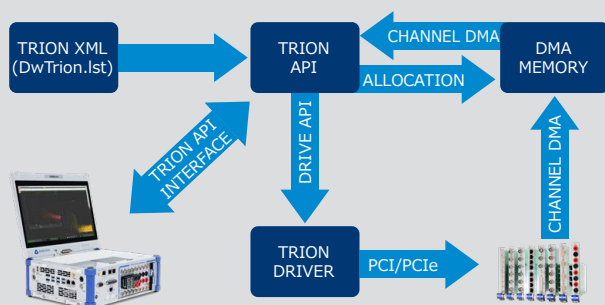 TRION XML
(DwTrion.lst)
TRION
API
CHANNEL DMA
ALLOCATION
DMA
MEMORY
TRION API
INTERFACE
DRIVE API
CHANNEL DMA
TRION
DRIVER
PCI/PCIe